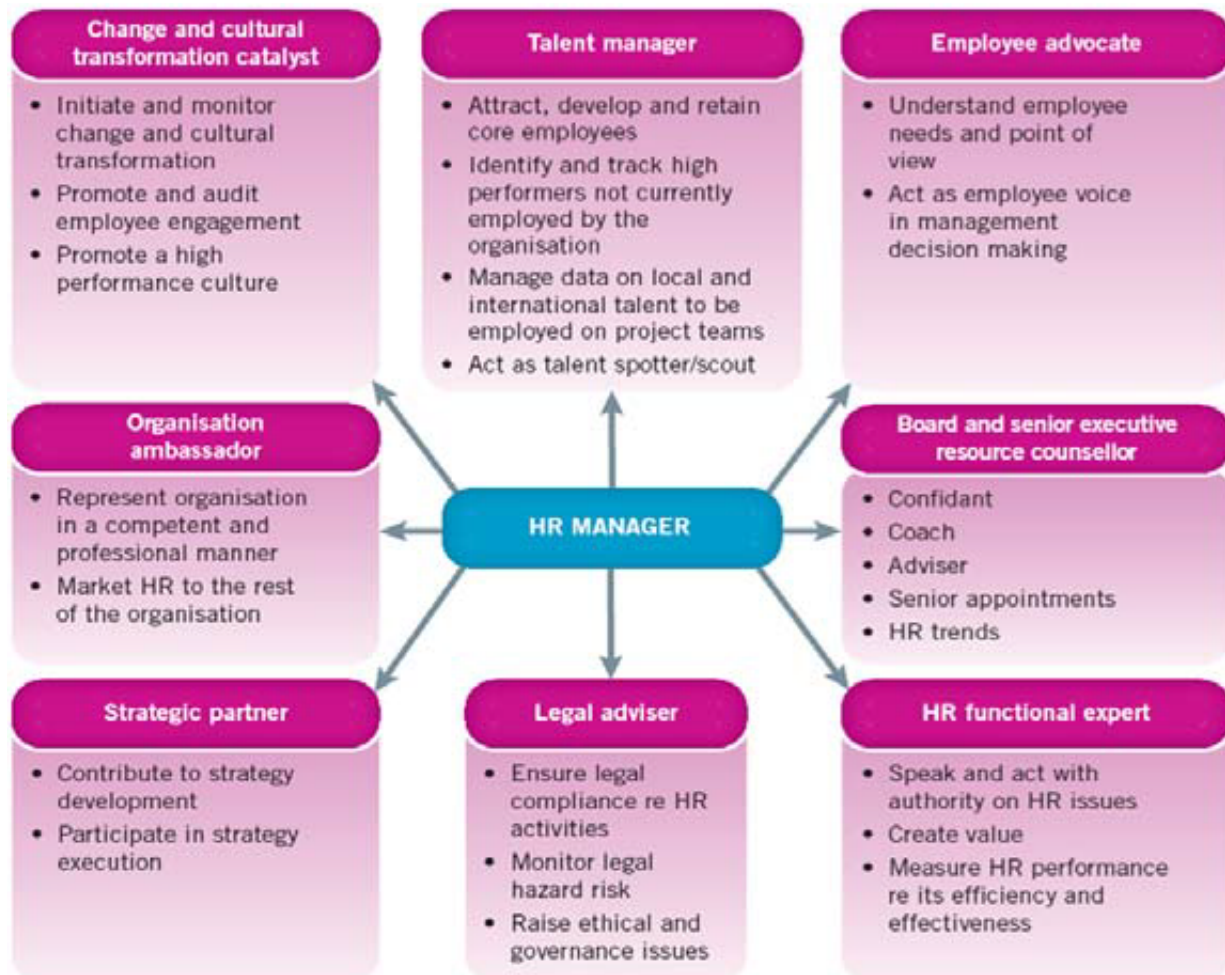 Change and cultural
transformation catalyst
• Initiate and monitor
change and cultural
transformation
• Promote and audit
employee engagement
• Promote a high
performance culture
Talent manager
• Attract, develop and retain
core employees
• Identify and track high
performers not currently
employed by the
organisation
• Manage data on local and
international talent to be
employed on project teams
• Act as talent spotter/scout
Employee advocate
• Understand employee
needs and point of
view
• Act as employee voice
in management
decision making
Organisation
ambassador
• Represent organisation
in a competent and
professional manner
• Market HR to the rest
of the organisation
HR MANAGER
Board and senior executive
resource counsellor
• Confidant
• Coach
• Adviser
• Senior appointments
• HR trends
Strategic partner
• Contribute to strategy
development
• Participate in strategy
execution
Legal adviser
• Ensure legal
compliance re HR
activities
• Monitor legal
hazard risk
• Raise ethical and
governance issues
HR functional expert
• Speak and act with
authority on HR issues
• Create value
• Measure HR performance
re its efficiency and
effectiveness